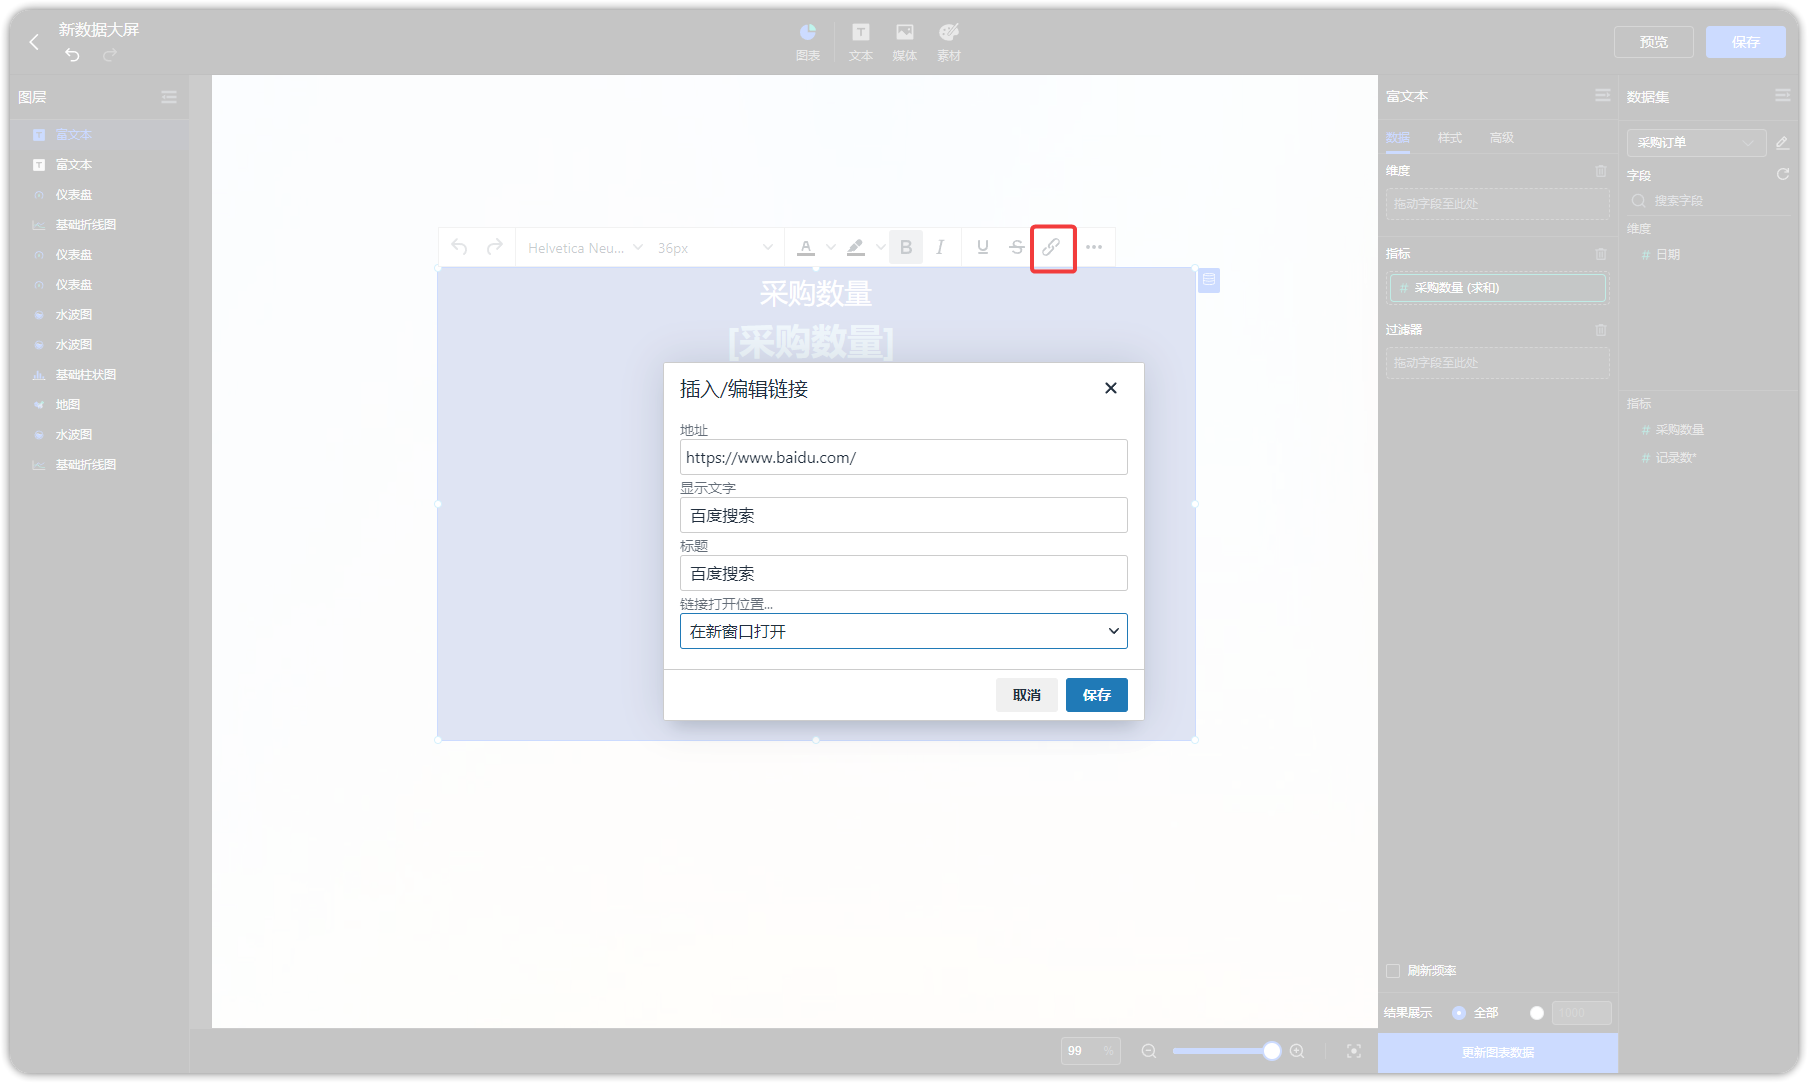 新数据大屏
图表
文本
媒体
素材
预览
保存
图层
富文本
富文本
仪表盘
基础折线图
仪表盘
仪表盘
水波图
水波图
基础柱状图
地图
水波图
基础折线图
Helvetica Neu...
36px
A
B
I
U
S
采购数量
[采购数量]
插入/编辑链接
地址
https://www.baidu.com/
显示文字
百度搜索
标题
百度搜索
链接打开位置...
在新窗口打开
取消
保存
99 %
富文本
数据
样式
高级
维度
拖动字段至此处
指标
# 采购数量 (求和)
过滤器
拖动字段至此处
刷新频率
结果展示
全部
1000
更新图表数据
数据集
采购订单
字段
搜索字段
维度
# 日期
指标
# 采购数量
# 记录数*